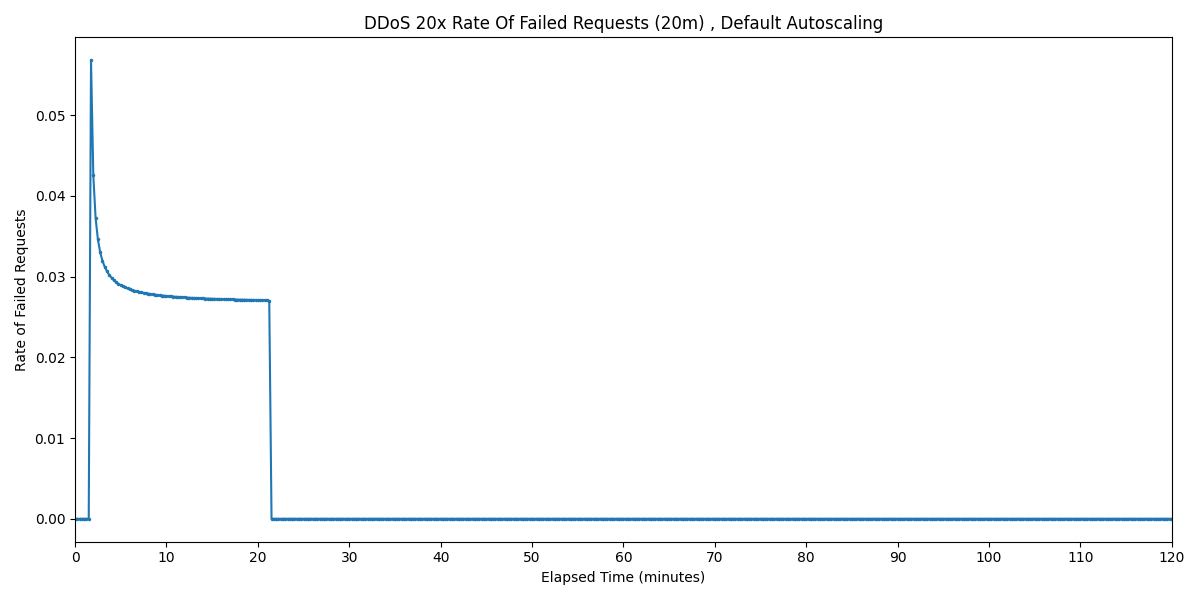 DDoS 20x Rate Of Failed Requests (20m) , Default Autoscaling
Rate of Failed Requests
0.05
0.04
0.03
0.02
0.01
0.00
0 10 20 30 40 50 60 70 80 90 100 110 120
Elapsed Time (minutes)